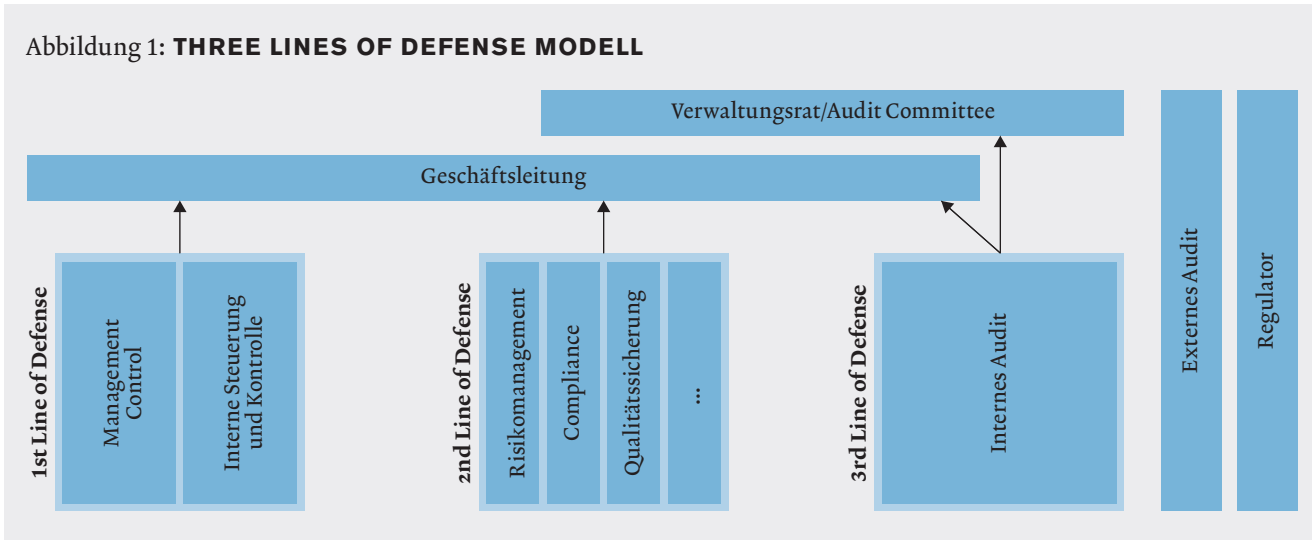 Abbildung 1: THREE LINES OF DEFENSE MODELL
Verwaltungsrat/Audit Committee
Geschäftsleitung
1st Line of Defense
Management
Control
Interne Steuerung
und Kontrolle
2nd Line of Defense
Risikomanagement
Compliance
Qualitätssicherung
...
3rd Line of Defense
Internes Audit
Externes Audit
Regulator